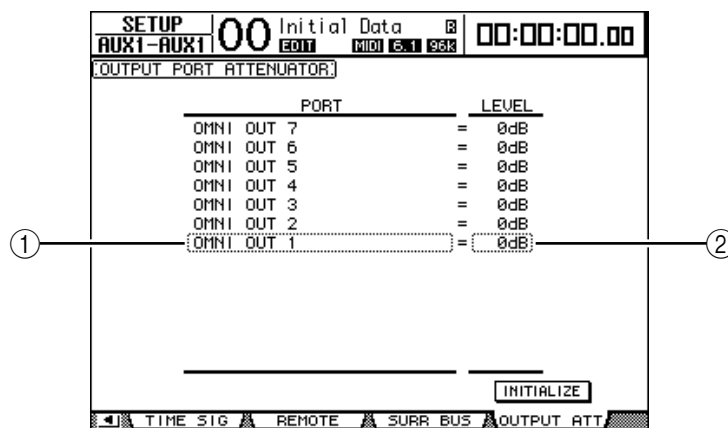 SETUP
AUX1-AUX1
00 Initial Data R
EDIT MIDI 6.1 96k
00:00:00.00
OUTPUT PORT ATTENUATOR
PORT LEVEL
OMNI OUT 7 = 0dB
OMNI OUT 6 = 0dB
OMNI OUT 5 = 0dB
OMNI OUT 4 = 0dB
OMNI OUT 3 = 0dB
OMNI OUT 2 = 0dB
1 OMNI OUT 1 = 0dB 2
INITIALIZE
TIME SIG REMOTE SURR BUS OUTPUT ATT